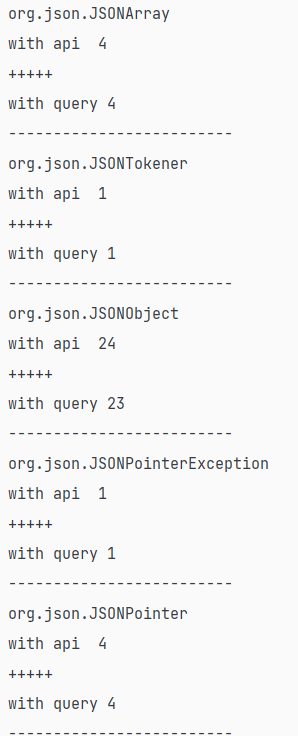 org.json.JSONArray
with api  4
+++++
with query 4
-------------------------
org.json.JSONTokener
with api  1
+++++
with query 1
-------------------------
org.json.JSONObject
with api  24
+++++
with query 23
-------------------------
org.json.JSONPointerException
with api  1
+++++
with query 1
-------------------------
org.json.JSONPointer
with api  4
+++++
with query 4
-------------------------